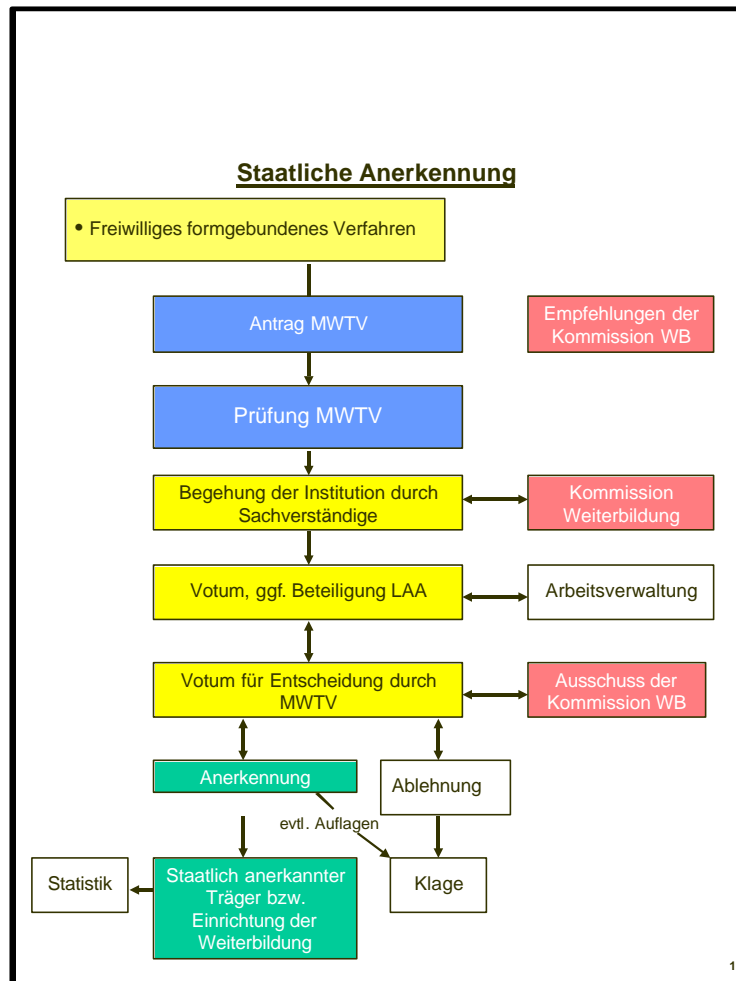 Staatliche Anerkennung
• Freiwilliges formgebundenes Verfahren
Antrag MWTV
Empfehlungen der
Kommission WB
Prüfung MWTV
Begehung der Institution durch
Sachverständige
Kommission
Weiterbildung
Votum, ggf. Beteiligung LAA
Arbeitsverwaltung
Votum für Entscheidung durch
MWTV
Ausschuss der
Kommission WB
Anerkennung
Ablehnung
evtl. Auflagen
Statistik
Staatlich anerkannter
Träger bzw.
Einrichtung der
Weiterbildung
Klage
1